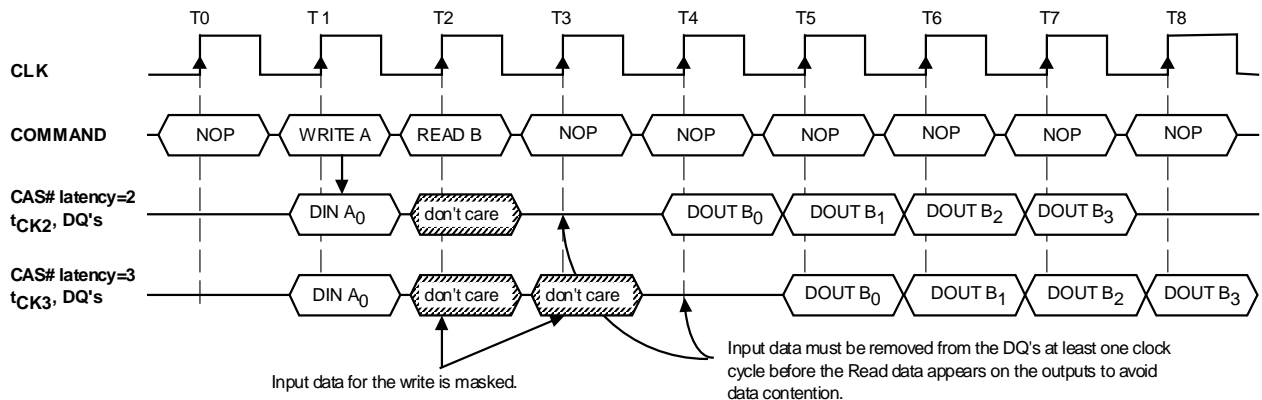 T0 T1 T2 T3 T4 T5 T6 T7 T8
CLK
COMMAND NOP WRITE A READ B NOP NOP NOP NOP NOP NOP
CAS# latency=2
tCK2, DQ's DIN A0 don't care DOUT B0 DOUT B1 DOUT B2 DOUT B3
CAS# latency=3
tCK3, DQ's DIN A0 don't care don't care DOUT B0 DOUT B1 DOUT B2 DOUT B3
Input data for the write is masked.
Input data must be removed from the DQ's at least one clock
cycle before the Read data appears on the outputs to avoid
data contention.